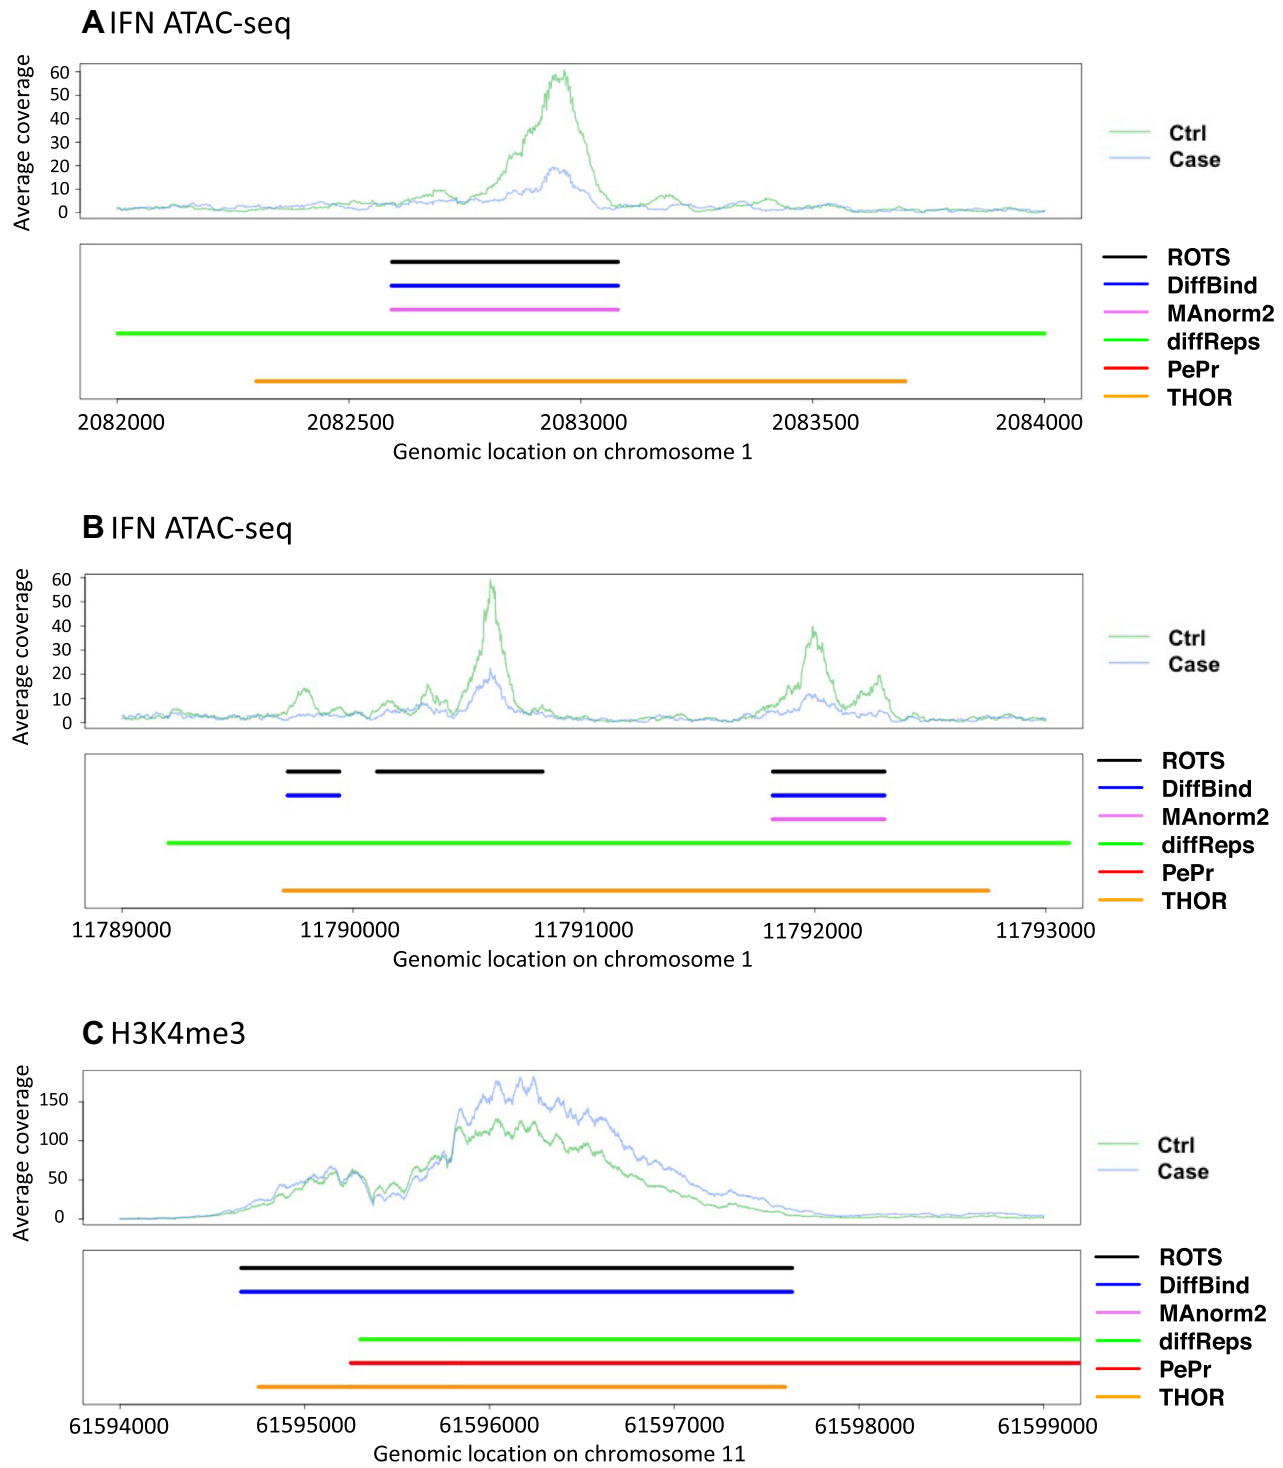 A IFN ATAC-seq
Average coverage
60
50
40
30
20
10
0
Ctrl
Case
ROTS
DiffBind
MAnorm2
diffReps
PePr
THOR
2082000 2082500 2083000 2083500 2084000
Genomic location on chromosome 1
B IFN ATAC-seq
Average coverage
60
50
40
30
20
10
0
Ctrl
Case
ROTS
DiffBind
MAnorm2
diffReps
PePr
THOR
11789000 11790000 11791000 11792000 11793000
Genomic location on chromosome 1
C H3K4me3
Average coverage
150
100
50
0
Ctrl
Case
ROTS
DiffBind
MAnorm2
diffReps
PePr
THOR
61594000 61595000 61596000 61597000 61598000 61599000
Genomic location on chromosome 11